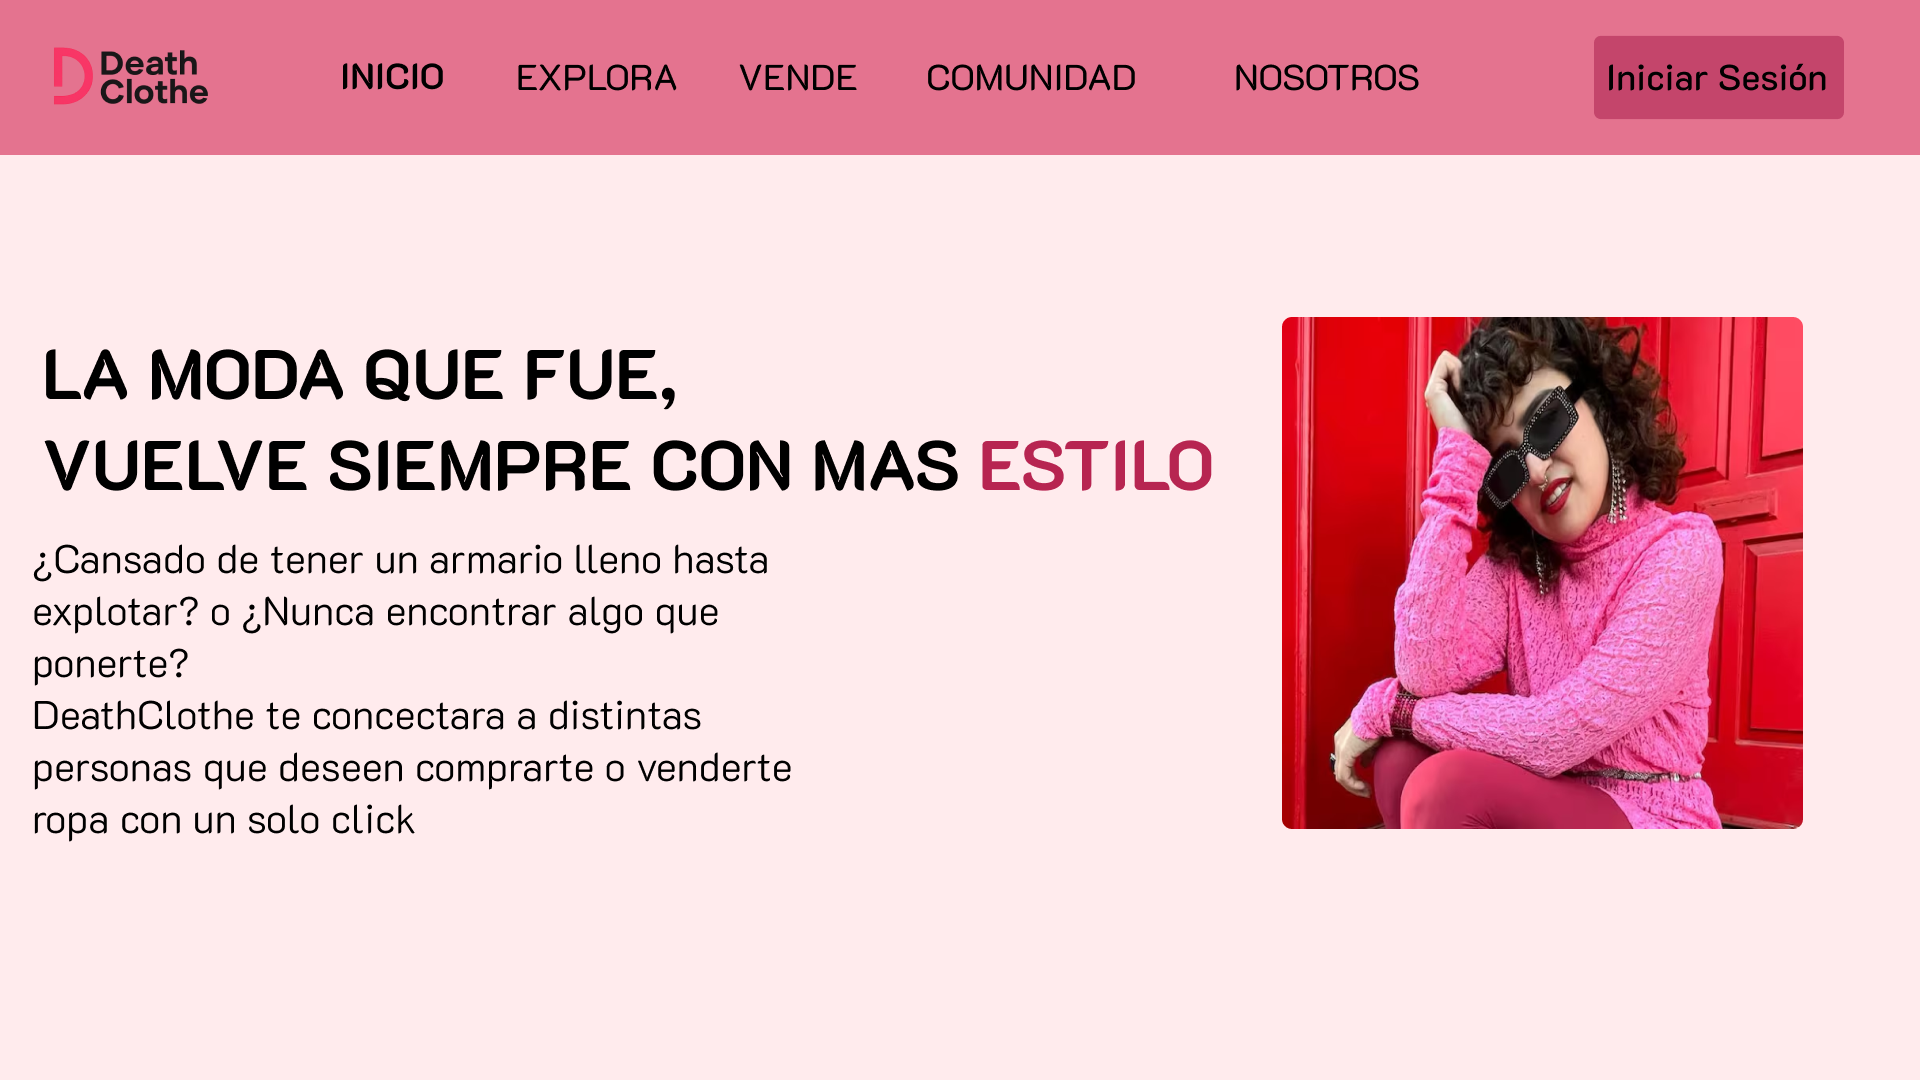 Death
Clothe
INICIO
EXPLORA
VENDE
COMUNIDAD
NOSOTROS
Iniciar Sesión
LA MODA QUE FUE,
VUELVE SIEMPRE CON MAS ESTILO
¿Cansado de tener un armario lleno hasta
explotar? o ¿Nunca encontrar algo que
ponerte?
DeathClothe te concectara a distintas
personas que deseen comprarte o venderte
ropa con un solo click